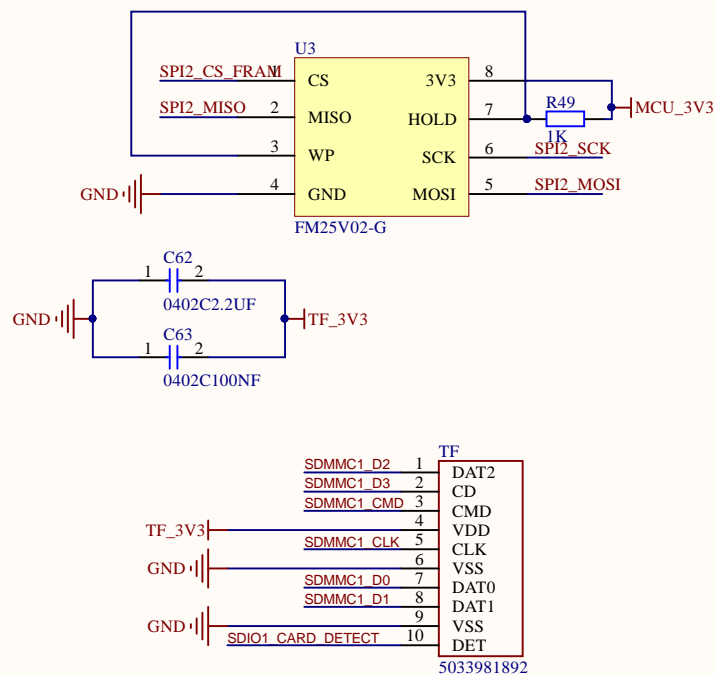 U3
SPI2_CS_FRAM 1 CS 3V3 8
SPI2_MISO 2 MISO HOLD 7 R49 1K MCU_3V3
3 WP SCK 6 SPI2_SCK
GND 4 GND MOSI 5 SPI2_MOSI
FM25V02-G
C62
1 2
0402C2.2UF
GND TF_3V3
C63
1 2
0402C100NF
TF
SDMMC1_D2 1 DAT2
SDMMC1_D3 2 CD
SDMMC1_CMD 3 CMD
TF_3V3 4 VDD
SDMMC1_CLK 5 CLK
GND 6 VSS
SDMMC1_D0 7 DAT0
SDMMC1_D1 8 DAT1
GND 9 VSS
SDIO1_CARD_DETECT 10 DET
5033981892